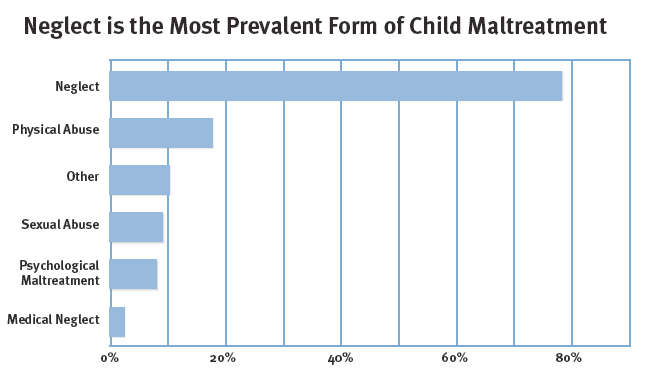 Neglect is the Most Prevalent Form of Child Maltreatment
Neglect
Physical Abuse
Other
Sexual Abuse
Psychological
Maltreatment
Medical Neglect
0% 20% 40% 60% 80%